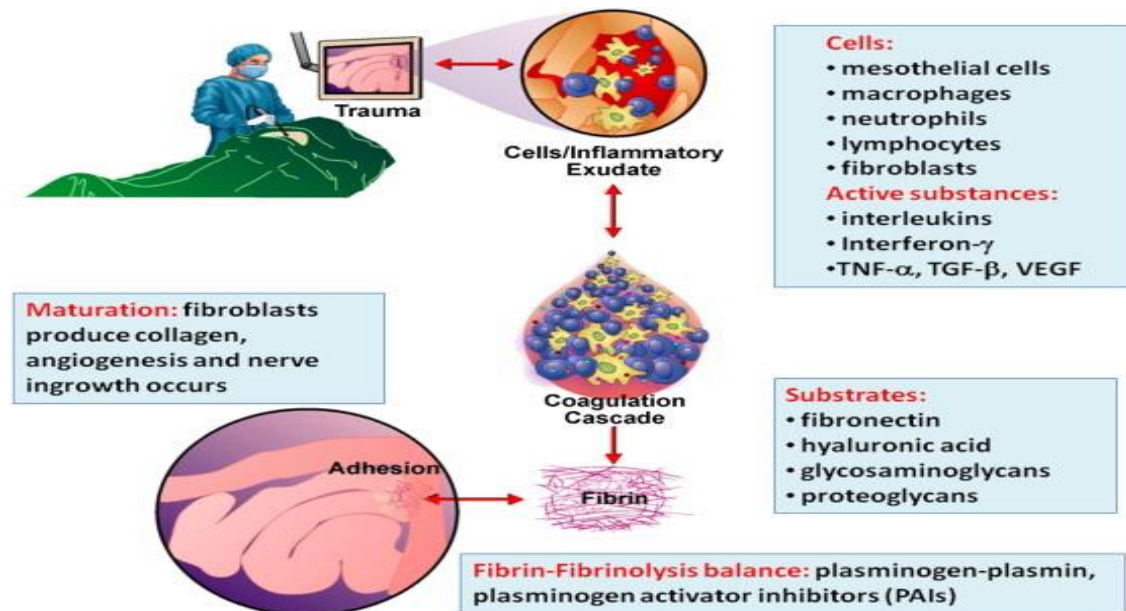 Trauma
Cells/Inflammatory
Exudate
Cells:
• mesothelial cells
• macrophages
• neutrophils
• lymphocytes
• fibroblasts
Active substances:
• interleukins
• Interferon-γ
•TNF-α, TGF-β, VEGF
Maturation: fibroblasts
produce collagen,
angiogenesis and nerve
ingrowth occurs
Coagulation
Cascade
Substrates:
• fibronectin
• hyaluronic acid
• glycosaminoglycans
• proteoglycans
Adhesion
Fibrin
Fibrin-Fibrinolysis balance: plasminogen-plasmin,
plasminogen activator inhibitors (PAIs)